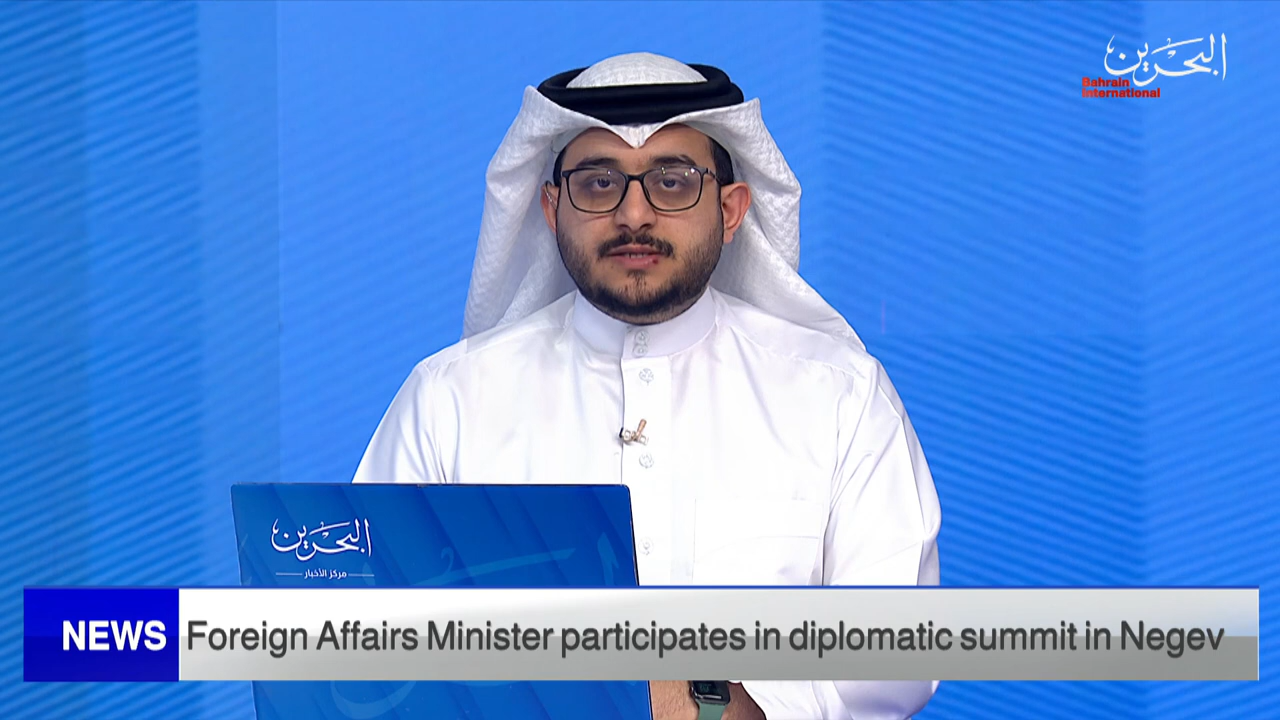 البحرين
Bahrain
International
البحرين
مركز الأخبار
NEWS Foreign Affairs Minister participates in diplomatic summit in Negev